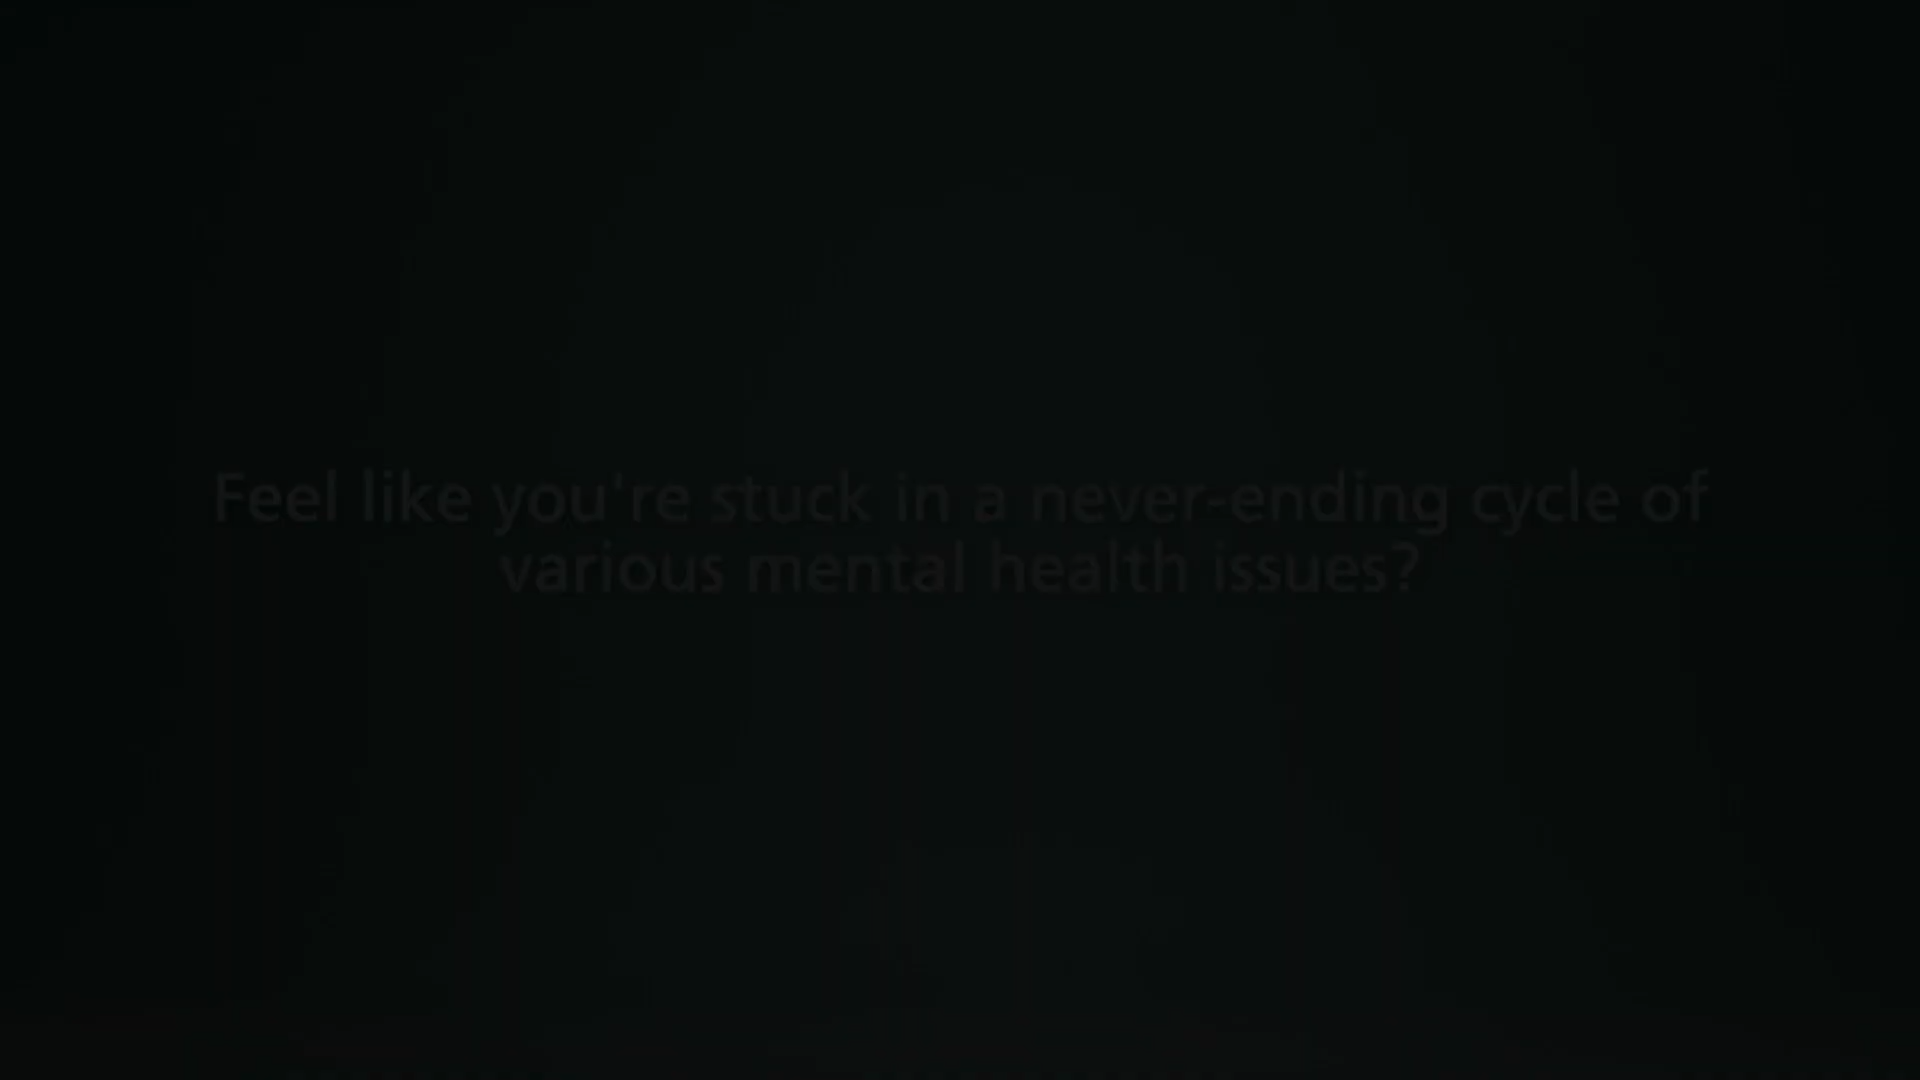 Feel like you're stuck in a never-ending cycle of
various mental health issues?